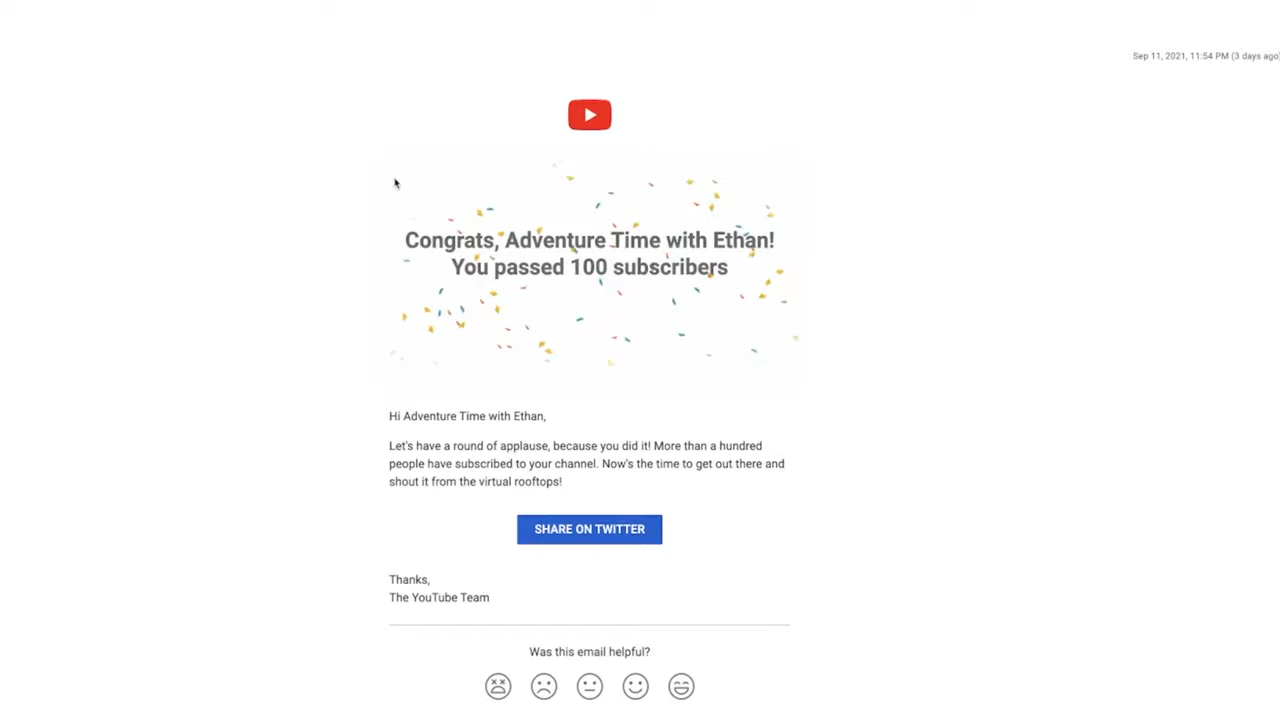 Sep 11, 2021, 11:54 PM (3 days ago)
Congrats, Adventure Time with Ethan!
You passed 100 subscribers
Hi Adventure Time with Ethan,
Let's have a round of applause, because you did it! More than a hundred
people have subscribed to your channel. Now's the time to get out there and
shout it from the virtual rooftops!
SHARE ON TWITTER
Thanks,
The YouTube Team
Was this email helpful?